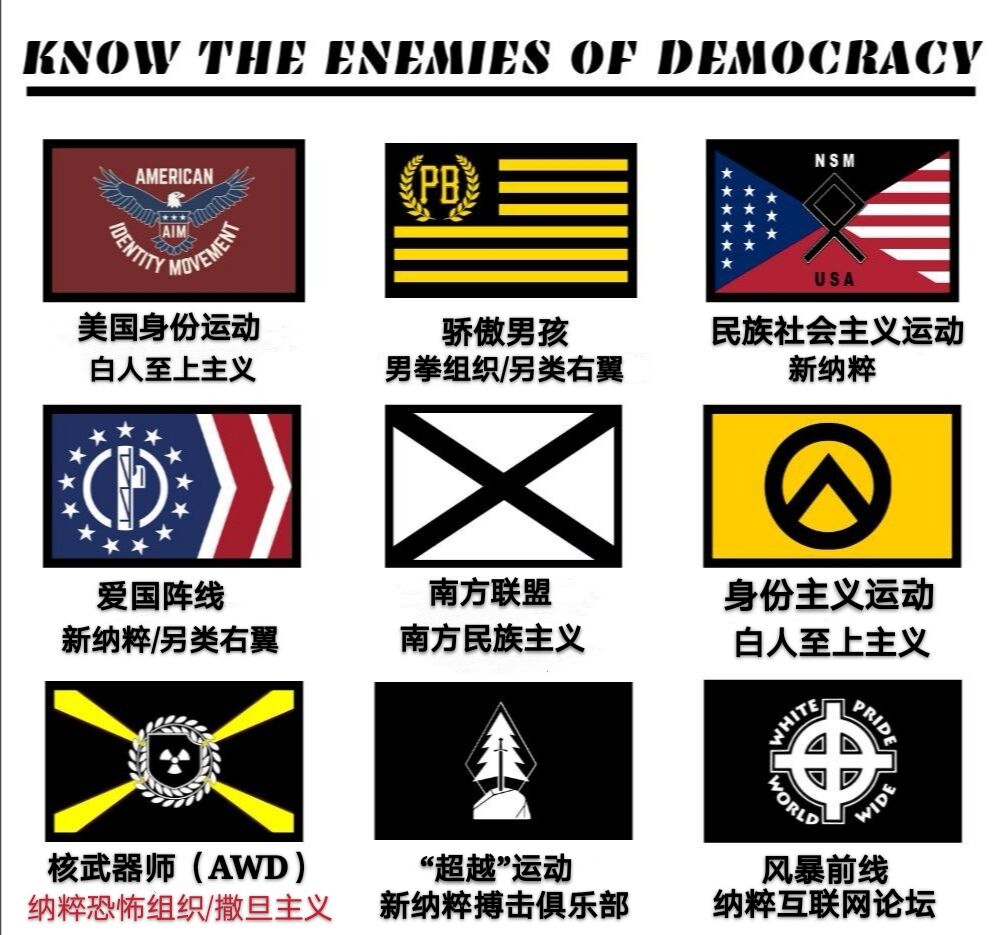 KNOW THE ENEMIES OF DEMOCRACY
AMERICAN
AIM
IDENTITY MOVEMENT
美国身份运动
白人至上主义
PB
骄傲男孩
男拳组织/另类右翼
NSM
USA
民族社会主义运动
新纳粹
爱国阵线
新纳粹/另类右翼
南方联盟
南方民族主义
身份主义运动
白人至上主义
核武器师（AWD）
纳粹恐怖组织/撒旦主义
“超越”运动
新纳粹搏击俱乐部
WHITE PRIDE
WORLD WIDE
风暴前线
纳粹互联网论坛